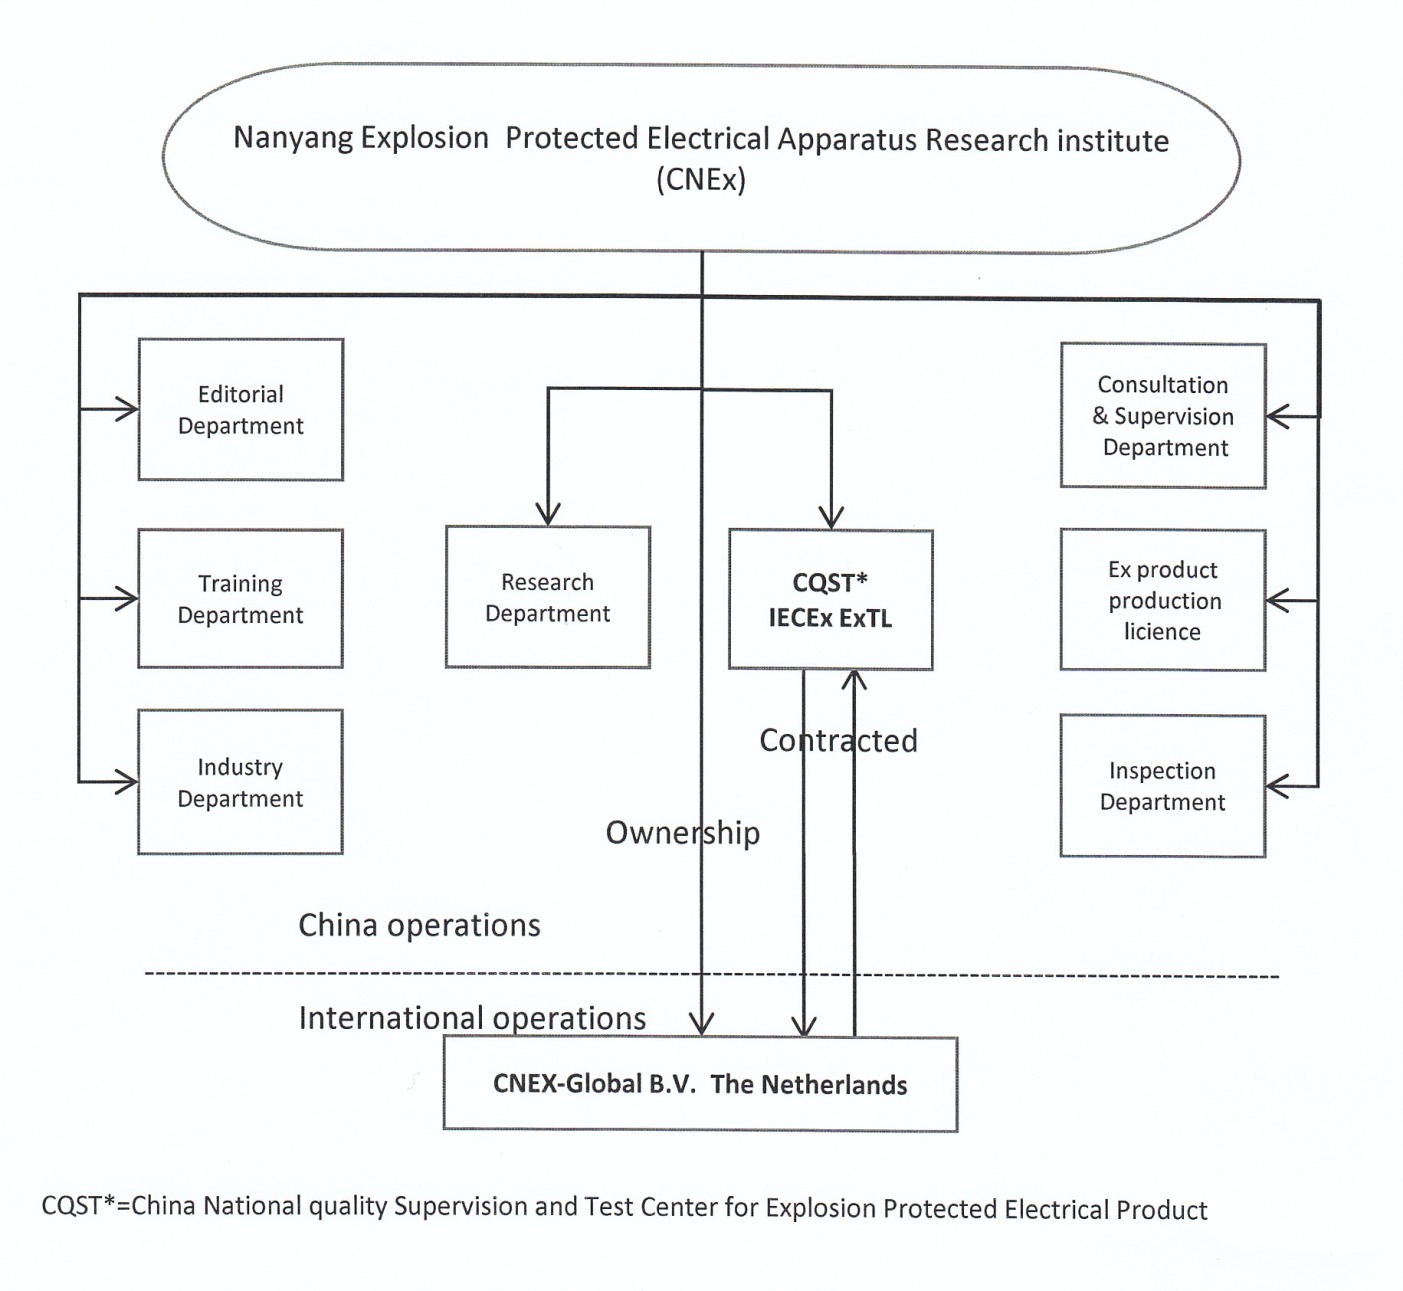 Nanyang Explosion Protected Electrical Apparatus Research institute
(CNEx)
Editorial
Department
Consultation
& Supervision
Department
Training
Department
Research
Department
CQST*
IECEx ExTL
Ex product
production
licience
Contracted
Industry
Department
Inspection
Department
Ownership
China operations
International operations
CNEX-Global B.V. The Netherlands
CQST*=China National quality Supervision and Test Center for Explosion Protected Electrical Product